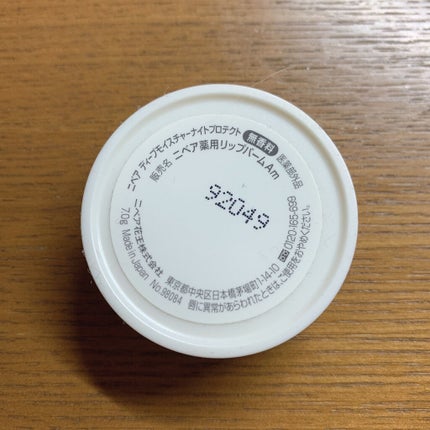 ニベア ディープモイスチャーナイトプロテクト 無香料 医薬部外品
販売名 ニベア薬用リップバームAm
92049
ニベア花王株式会社 東京都中央区日本橋茅場町1-14-10 0120-165-699
70g Made in Japan No.98084 唇に異常があらわれたときは、ご使用をおやめください。